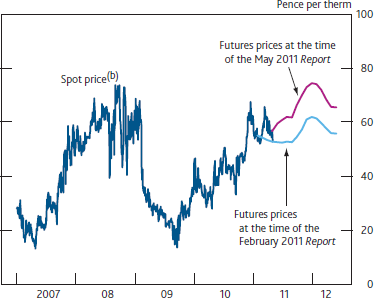 Pence per therm
100
Futures prices at the time
of the May 2011 Report
80
Spot price(b)
60
40
Futures prices
at the time of the
February 2011 Report
20
0
2007 08 09 10 11 12